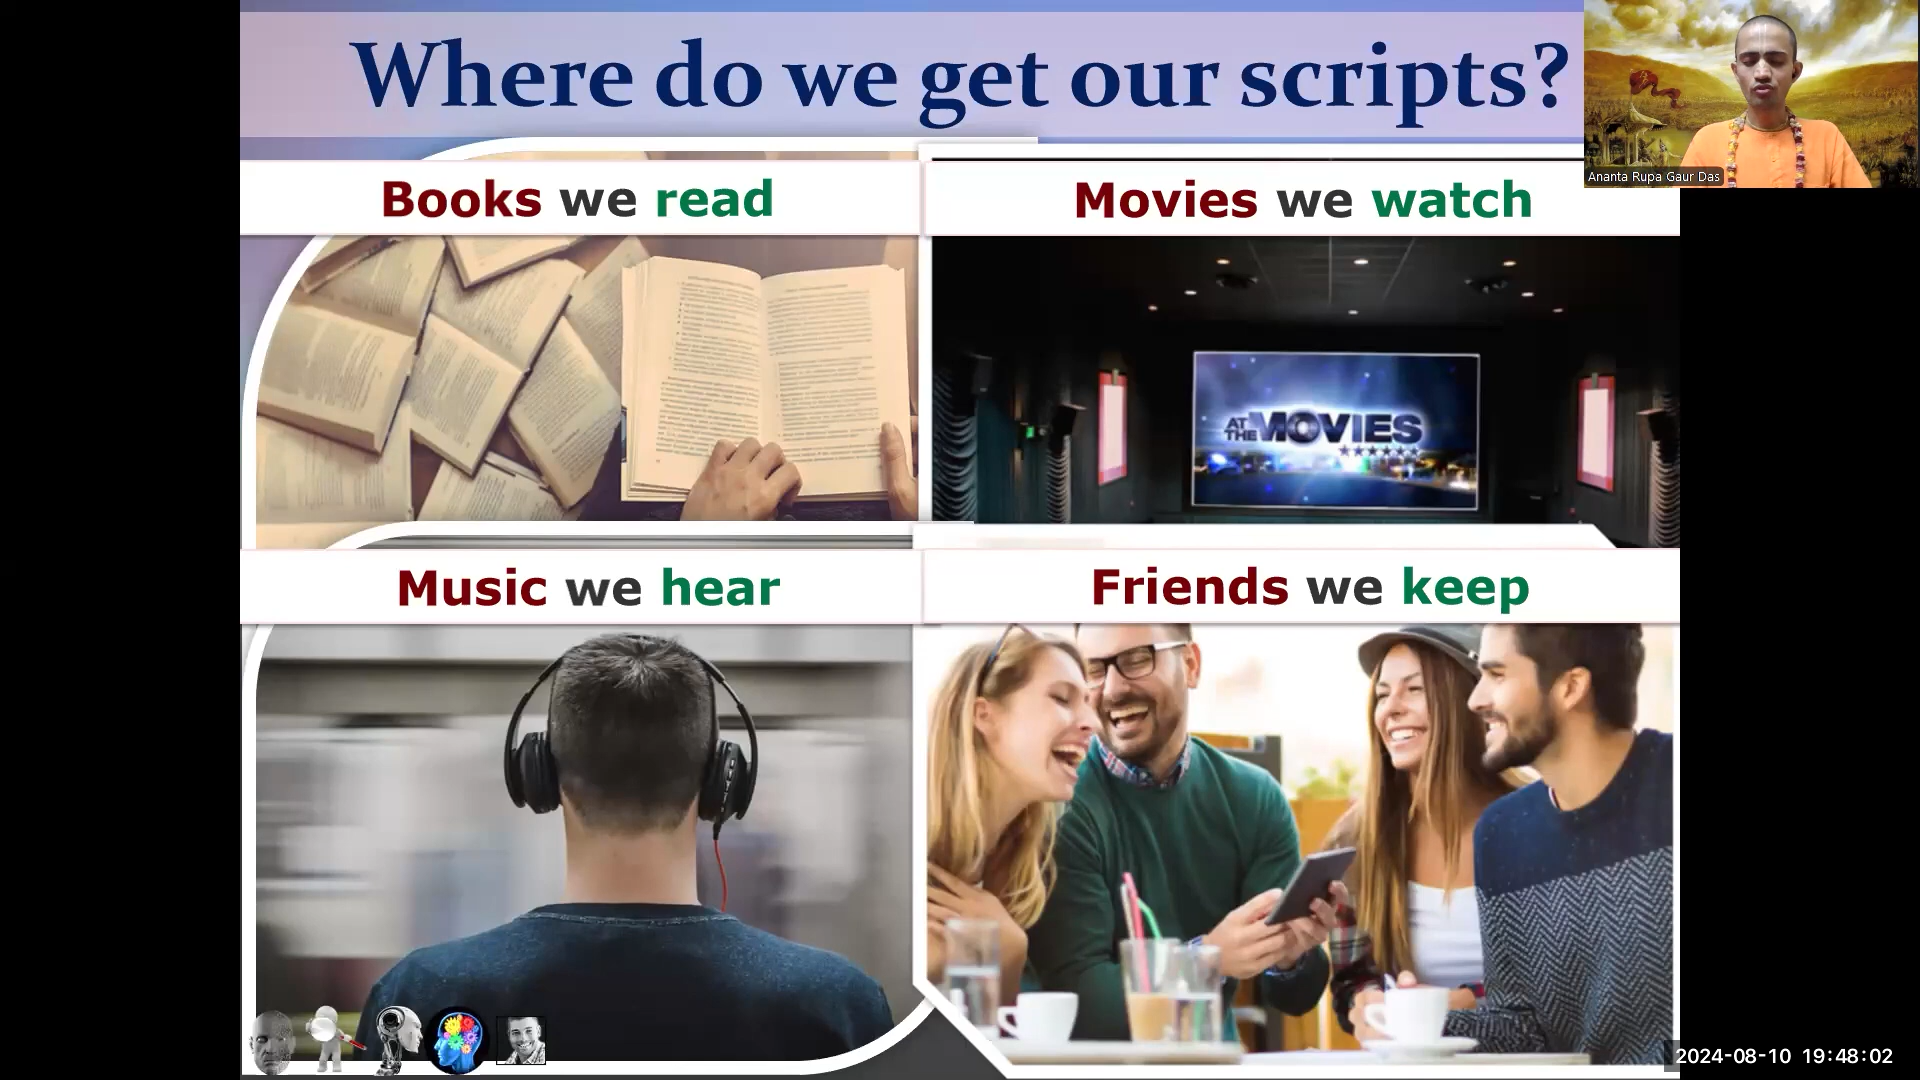 Where do we get our scripts?
Ananta Rupa Gaur Das
Books we read
Movies we watch
AT THE MOVIES
Music we hear
Friends we keep
2024-08-10 19:48:02